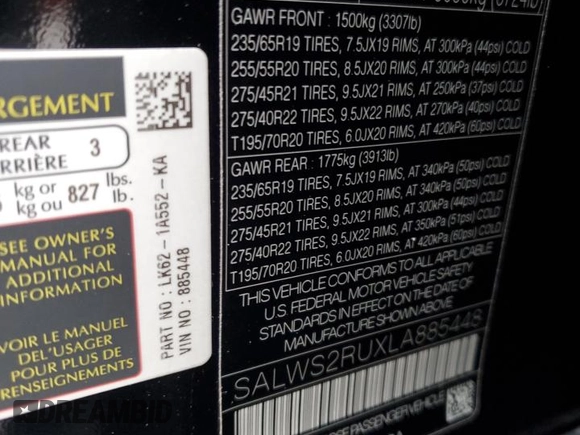 RGEMENT
REAR 3
RRIÈRE
kg or 827 lbs.
kg ou lb.
SEE OWNER'S
MANUAL FOR
ADDITIONAL
INFORMATION
VOIR LE MANUEL
DEL'USAGER
POUR PLUS DE
RENSEIGNEMENTS
PART NO : LK62 - 1A552 - KA
VIN NO : 885448
GAWR FRONT : 1500kg (3307lb)
235/65R19 TIRES, 7.5JX19 RIMS, AT 300kPa (44psi) COLD
255/55R20 TIRES, 8.5JX20 RIMS, AT 300kPa (44psi) COLD
275/45R21 TIRES, 9.5JX21 RIMS, AT 250kPa (37psi) COLD
275/40R22 TIRES, 9.5JX22 RIMS, AT 270kPa (40psi) COLD
T195/70R20 TIRES, 6.0JX20 RIMS, AT 420kPa (60psi) COLD
GAWR REAR : 1775kg (3913lb)
235/65R19 TIRES, 7.5JX19 RIMS, AT 340kPa (50psi) COLD
255/55R20 TIRES, 8.5JX20 RIMS, AT 340kPa (50psi) COLD
275/45R21 TIRES, 9.5JX21 RIMS, AT 300kPa (44psi) COLD
275/40R22 TIRES, 9.5JX22 RIMS, AT 350kPa (51psi) COLD
T195/70R20 TIRES, 6.0JX20 RIMS, AT 420kPa (60psi) COLD
THIS VEHICLE CONFORMS TO ALL APPLICABLE
U.S. FEDERAL MOTOR VEHICLE SAFETY
STANDARDS IN EFFECT ON THE DATE OF
MANUFACTURE SHOWN ABOVE
SALWS2RUXLA885448
PASSENGER VEHICLE
DREAMBID